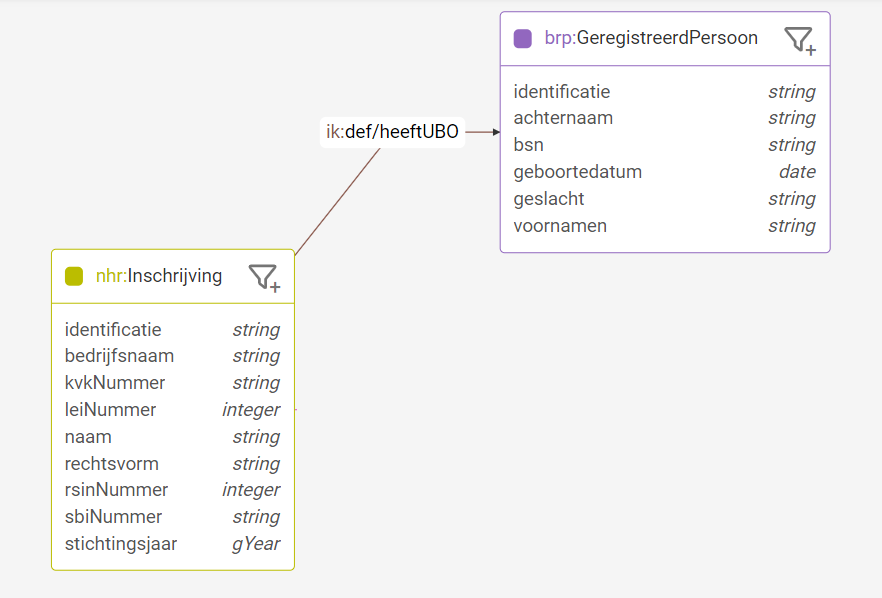 brp:GeregistreerdPersoon
identificatie string
achternaam string
bsn string
geboortedatum date
geslacht string
voornamen string
ik:def/heeftUBO
nhr:Inschrijving
identificatie string
bedrijfsnaam string
kvkNummer string
leiNummer integer
naam string
rechtsvorm string
rsinNummer integer
sbiNummer string
stichtingsjaar gYear